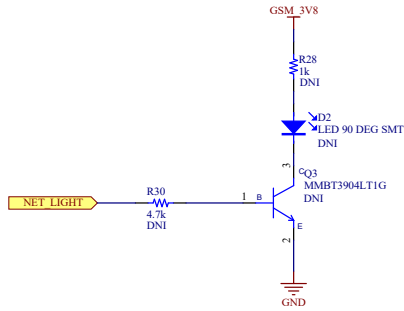 GSM_3V8
R28
1k
DNI
D2
LED 90 DEG SMT
DNI
3
C
Q3
MMBT3904LT1G
DNI
R30
NET_LIGHT
1
B
4.7k
DNI
E
2
GND